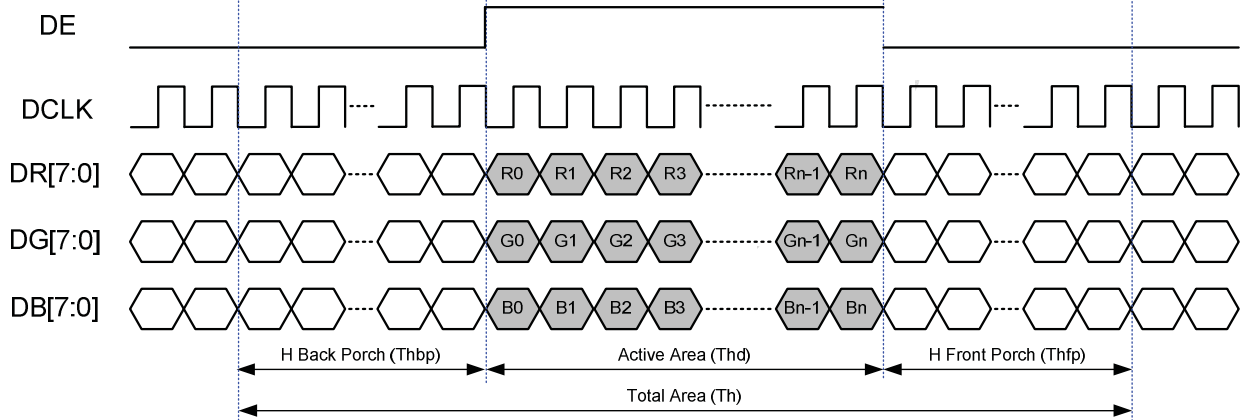 DE
DCLK
DR[7:0] R0 R1 R2 R3 Rn-1 Rn
DG[7:0] G0 G1 G2 G3 Gn-1 Gn
DB[7:0] B0 B1 B2 B3 Bn-1 Bn
H Back Porch (Thbp) Active Area (Thd) H Front Porch (Thfp)
Total Area (Th)